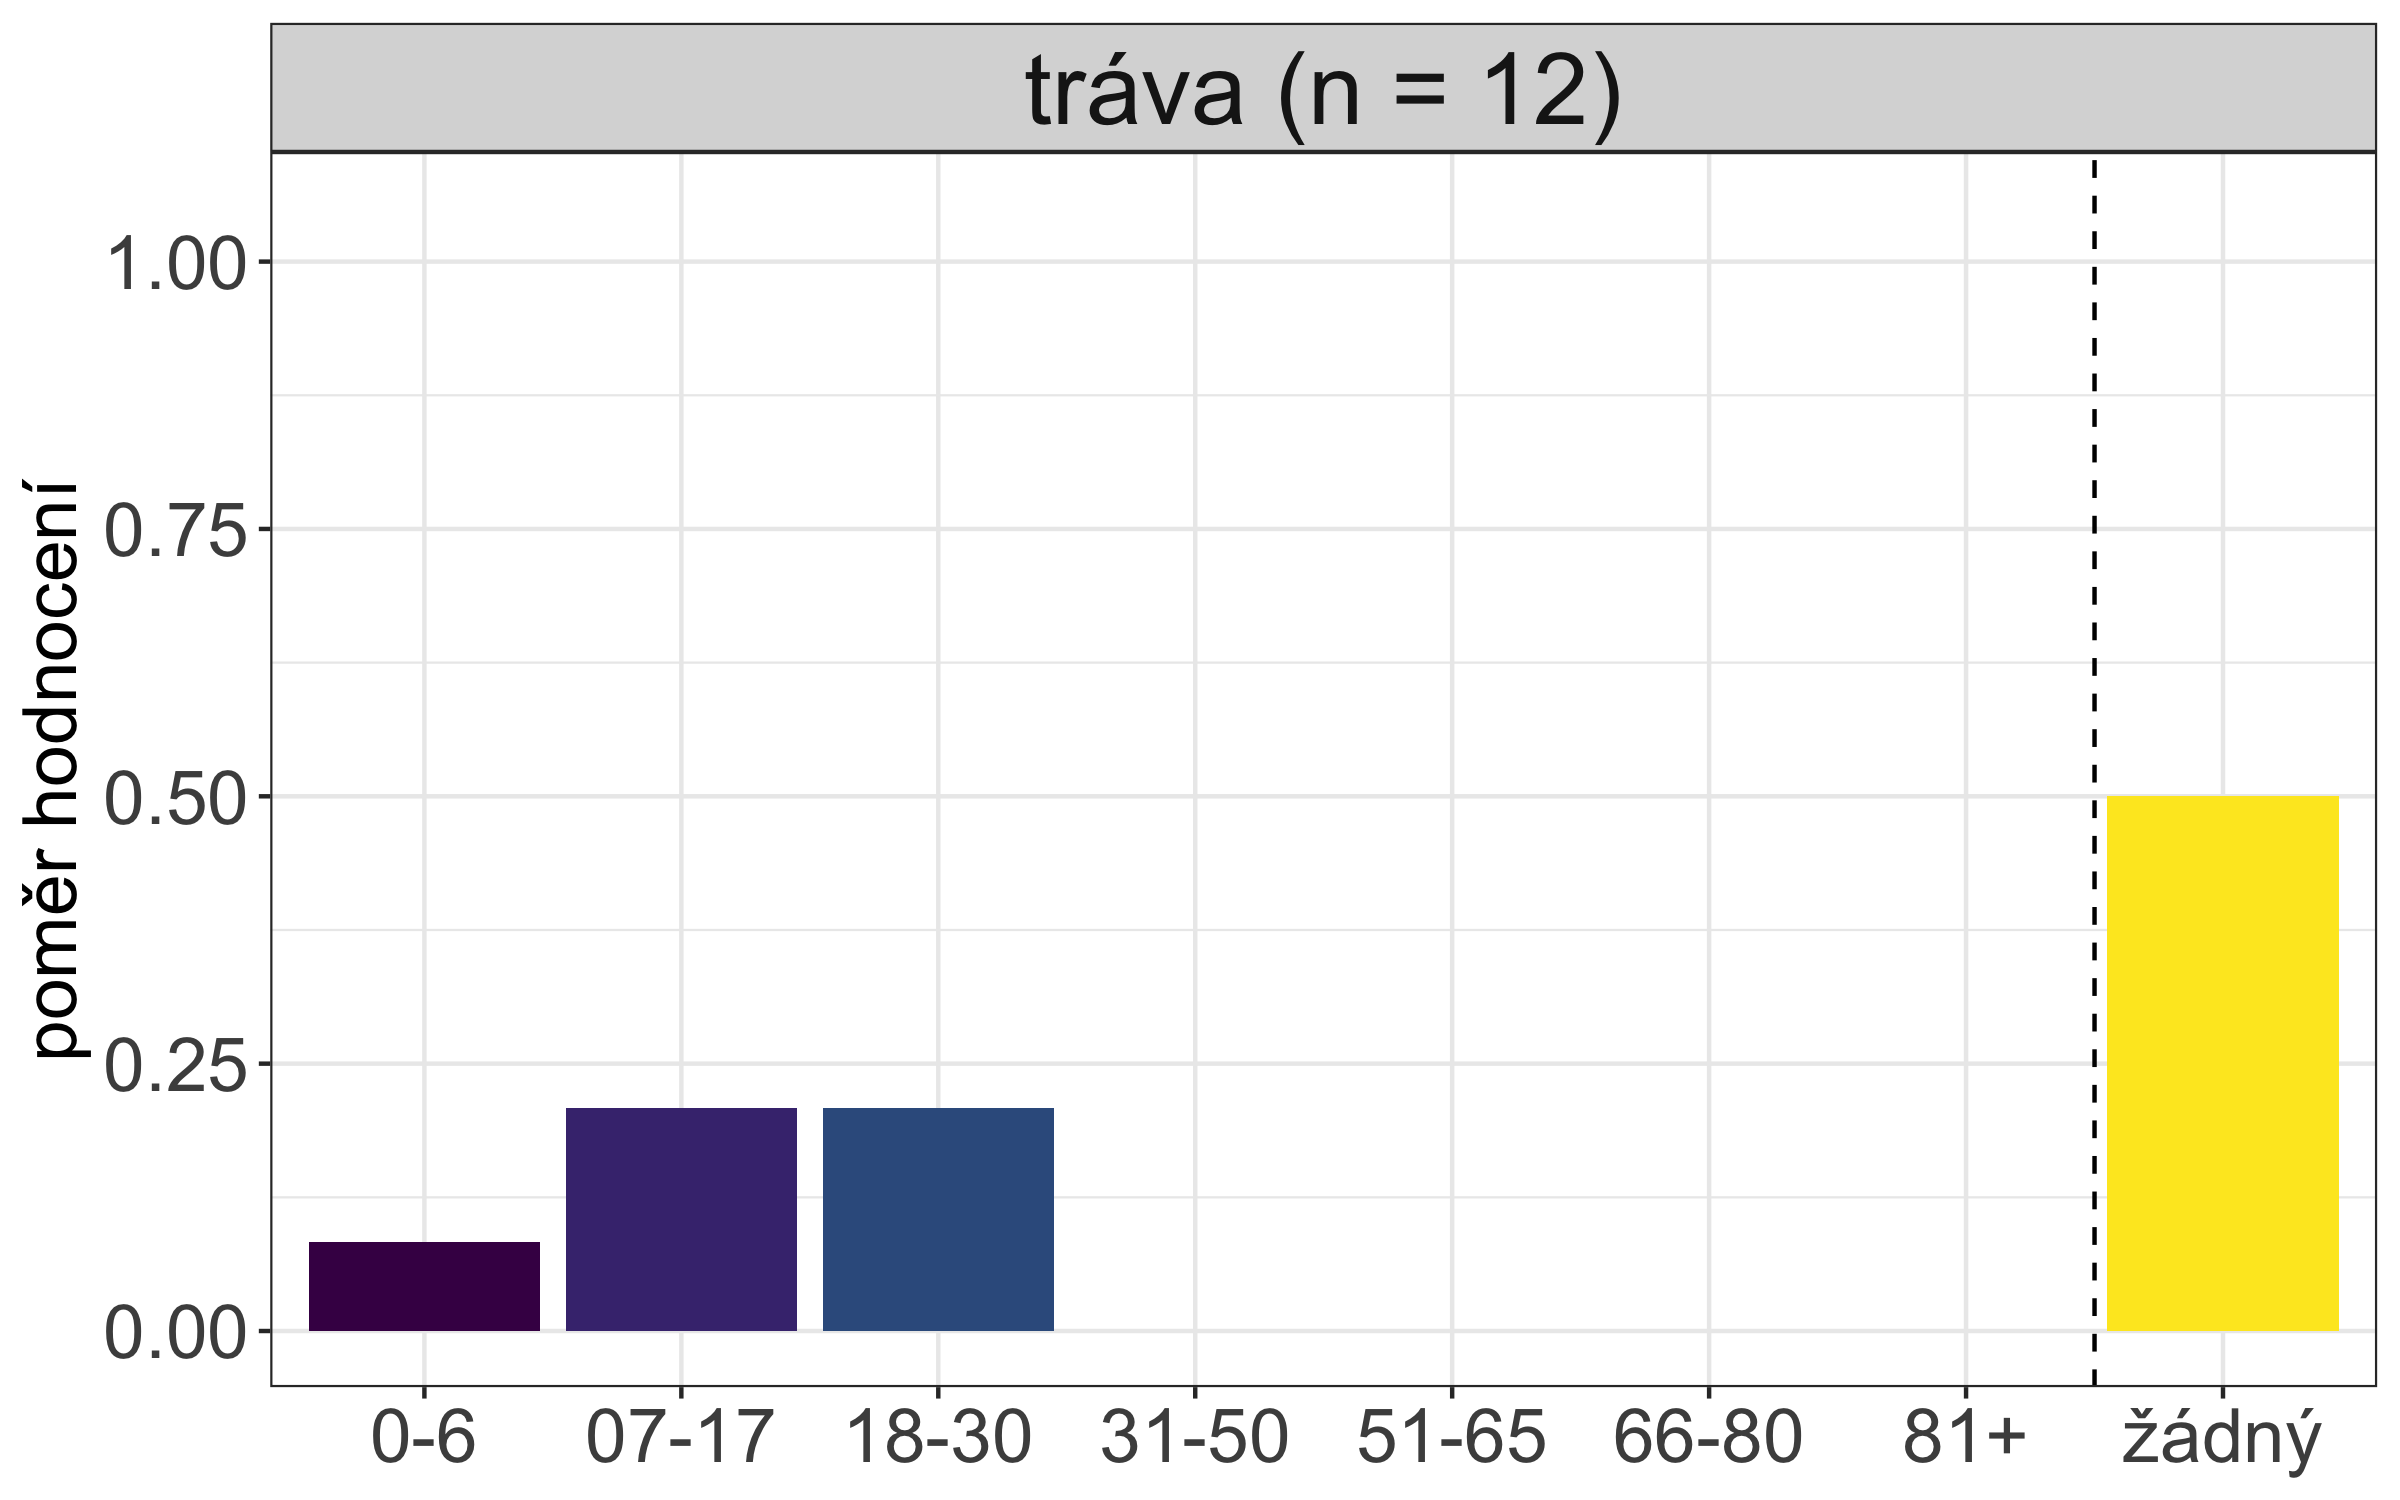 tráva (n = 12)
poměr hodnocení
1.00
0.75
0.50
0.25
0.00
0-6 07-17 18-30 31-50 51-65 66-80 81+ žádný